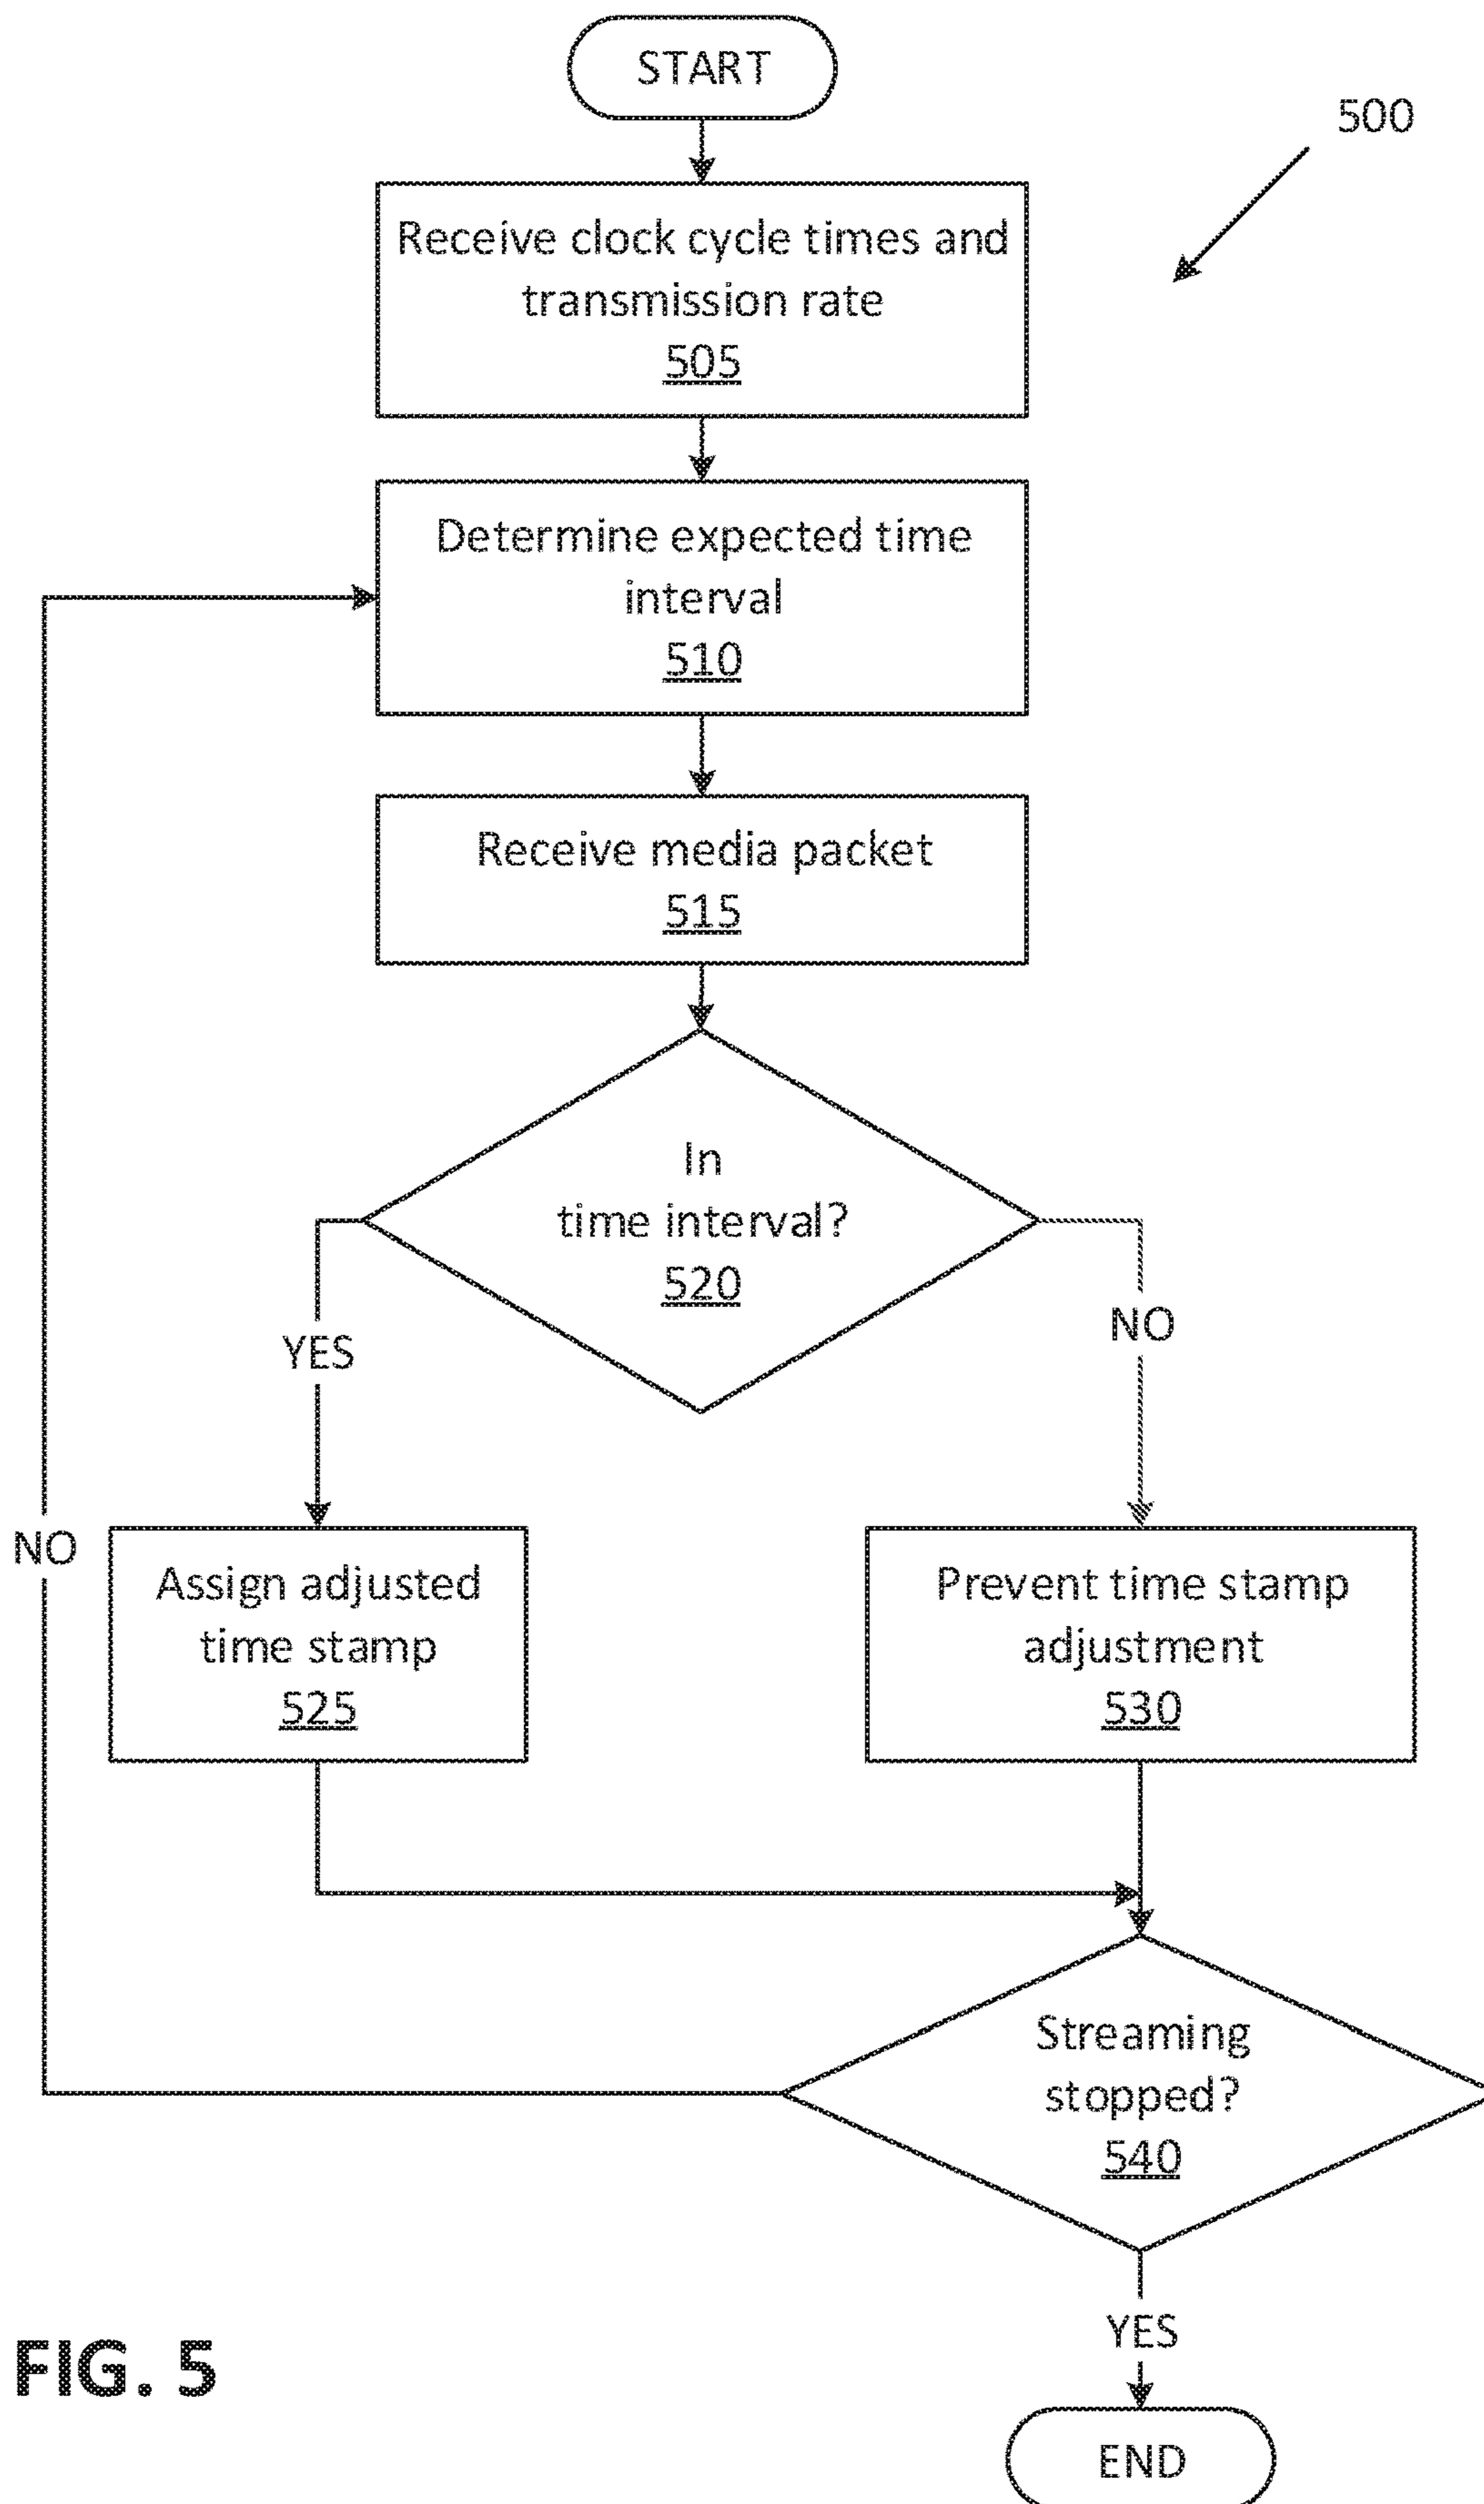 START
500
Receive clock cycle times and
transmission rate
505
Determine expected time
interval
510
Receive media packet
515
In
time interval?
520
YES
NO
NO
Assign adjusted
time stamp
525
Prevent time stamp
adjustment
530
Streaming
stopped?
540
YES
FIG. 5
END